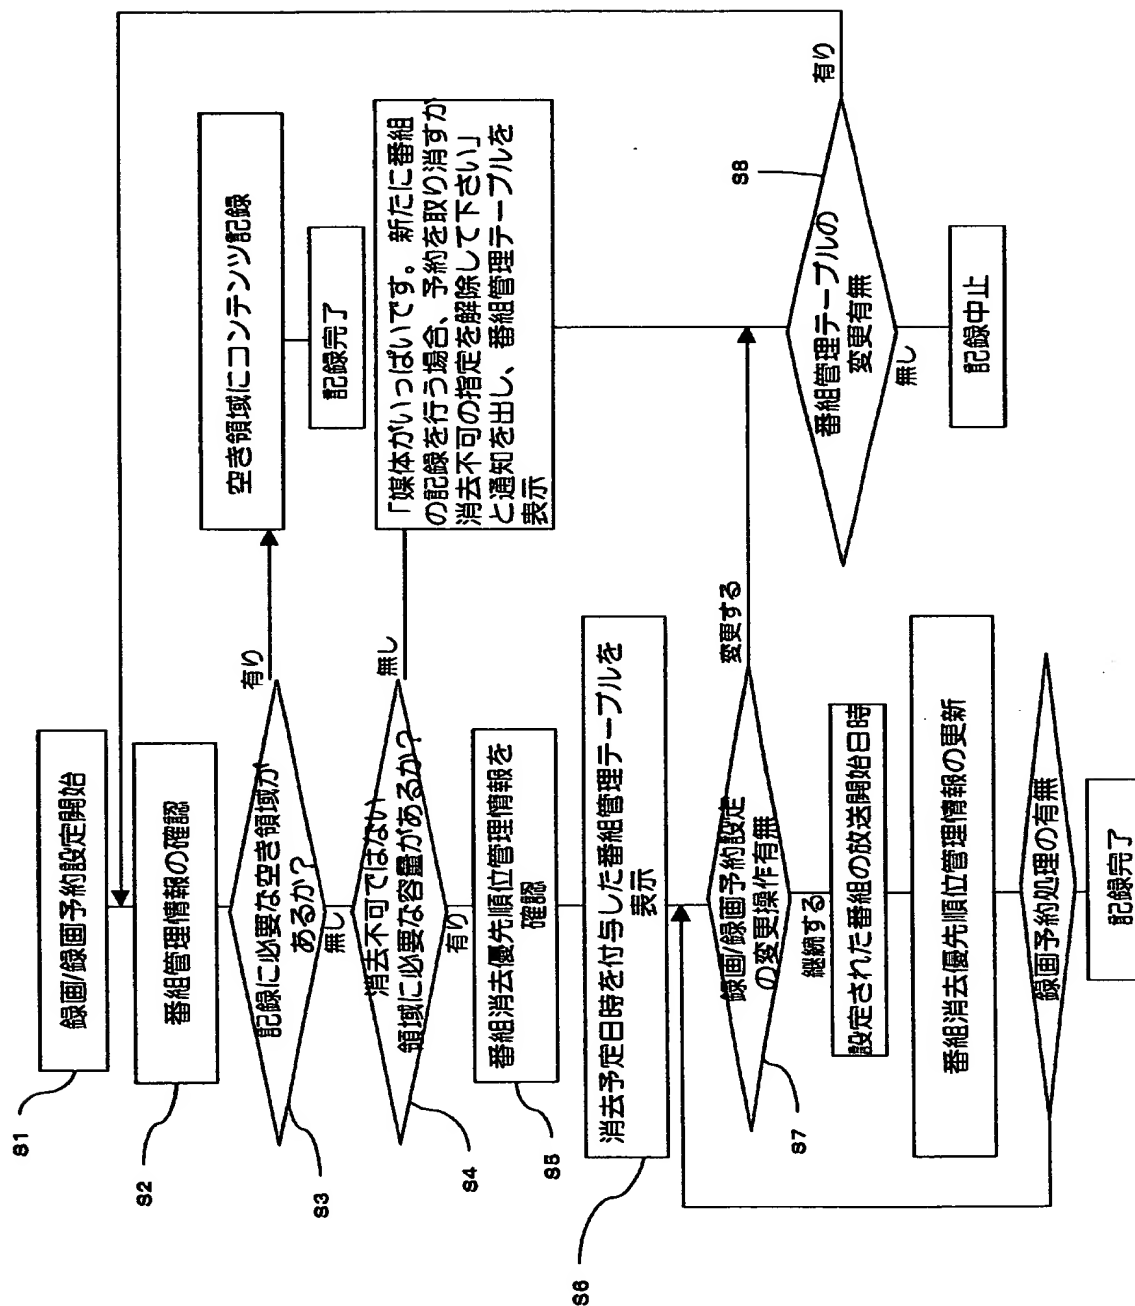 S1
録画/録画予約設定開始
S2
番組管理情報の確認
S3
記録に必要な空き領域が
あるか?
有り
無し
空き領域にコンテンツ記録
記録完了
S4
消去不可ではない
領域に必要な容量があるか?
無し
有り
「媒体がいっぱいです。新たに番組
の記録を行う場合、予約を取り消すか
消去不可の指定を解除して下さい」
と通知を出し、番組管理テーブルを
表示
S5
番組消去優先順位管理情報を
確認
S6
消去予定日時を付与した番組管理テーブルを
表示
S7
録画/録画予約設定
の変更操作有無
変更する
継続する
設定された番組の放送開始日時
番組消去優先順位管理情報の更新
録画予約処理の有無
記録完了
S8
番組管理テーブルの
変更有無
有り
無し
記録中止